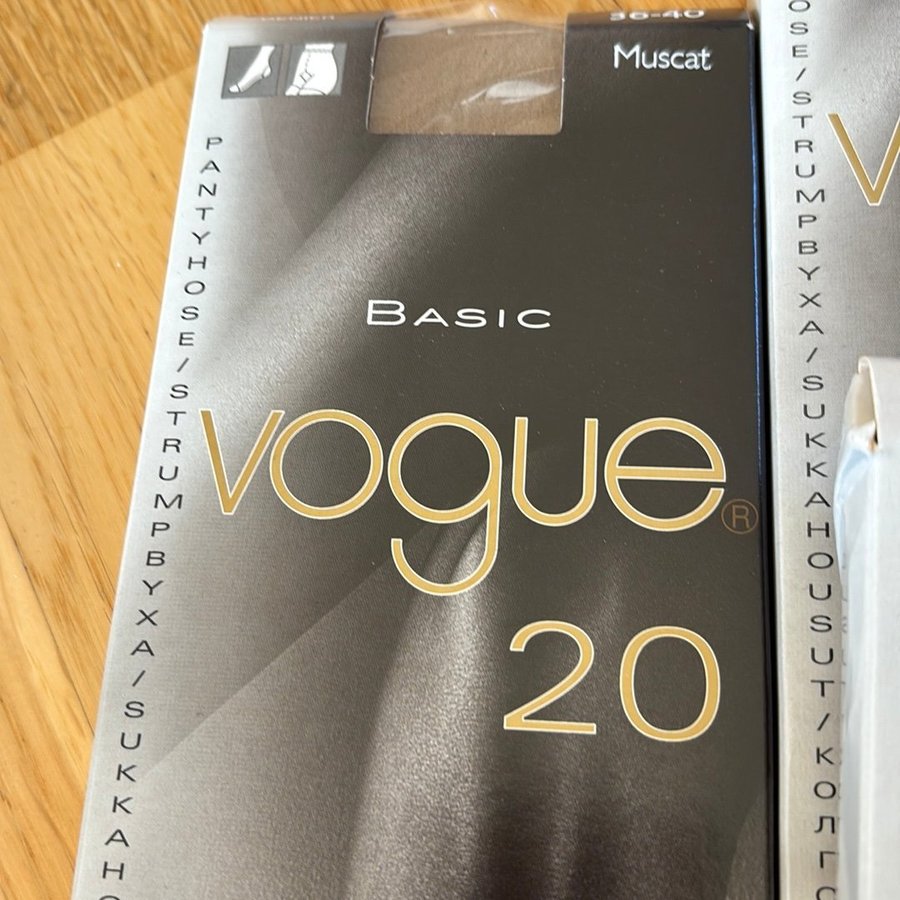 36-40
Muscat
PANTYHOSE/STRUMPBYXA/SUKKAHO
BASIC
vogue®
20
OSE/STRUMPBYXA/SUKKAHOUSUT/КОЛГО
V